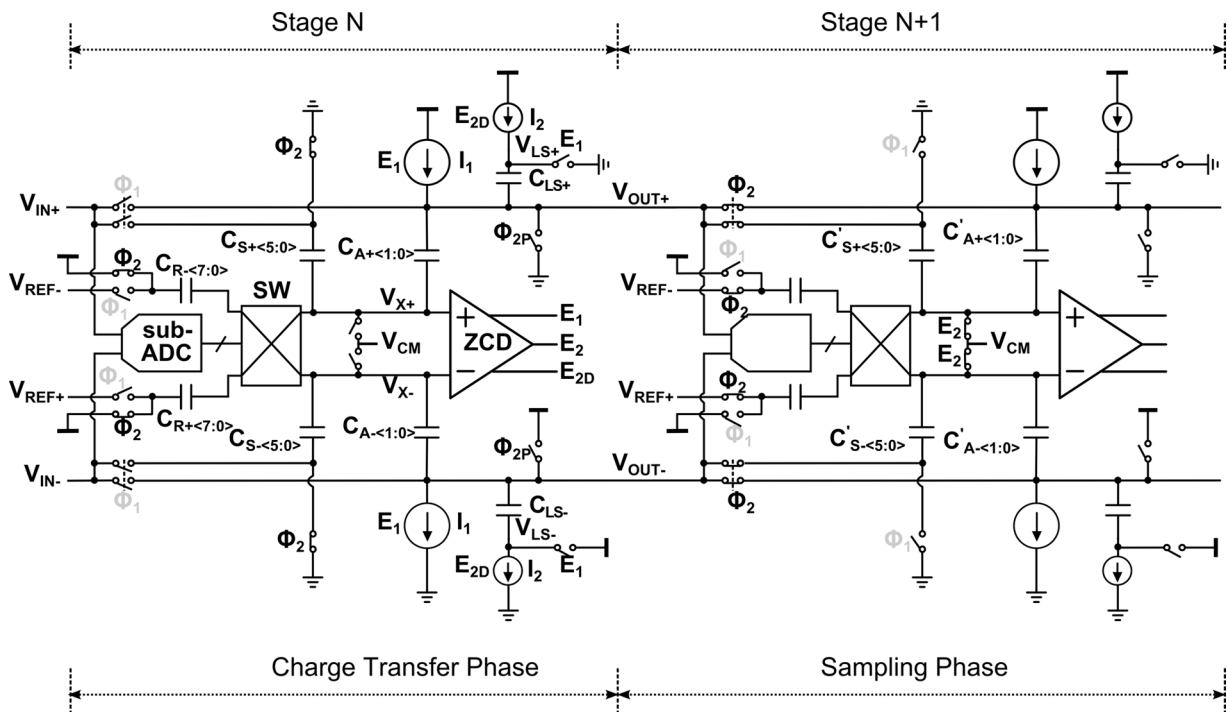 Stage N Stage N+1
E2D I2
VLS+ E1
Φ2 E1 I1 CLS+ Φ1
VIN+ Φ1 VOUT+ Φ2
Φ2P
CS+<5:0> CA+<1:0> C'S+<5:0> C'A+<1:0>
Φ2 CR-<7:0> Φ1
VREF- SW VX+ E1 VREF-
Φ1 Φ2
sub-ADC VCM ZCD E2 E2 VCM
E2
Φ1 VX- E2D Φ2
VREF+ VREF+
Φ2 CR+<7:0> Φ1
CS-<5:0> CA-<1:0> Φ2P C'S-<5:0> C'A-<1:0>
VIN- VOUT- Φ2
Φ1 CLS- Φ2
E1 I1 VLS-
Φ2 E2D I2 E1 Φ1
Charge Transfer Phase Sampling Phase